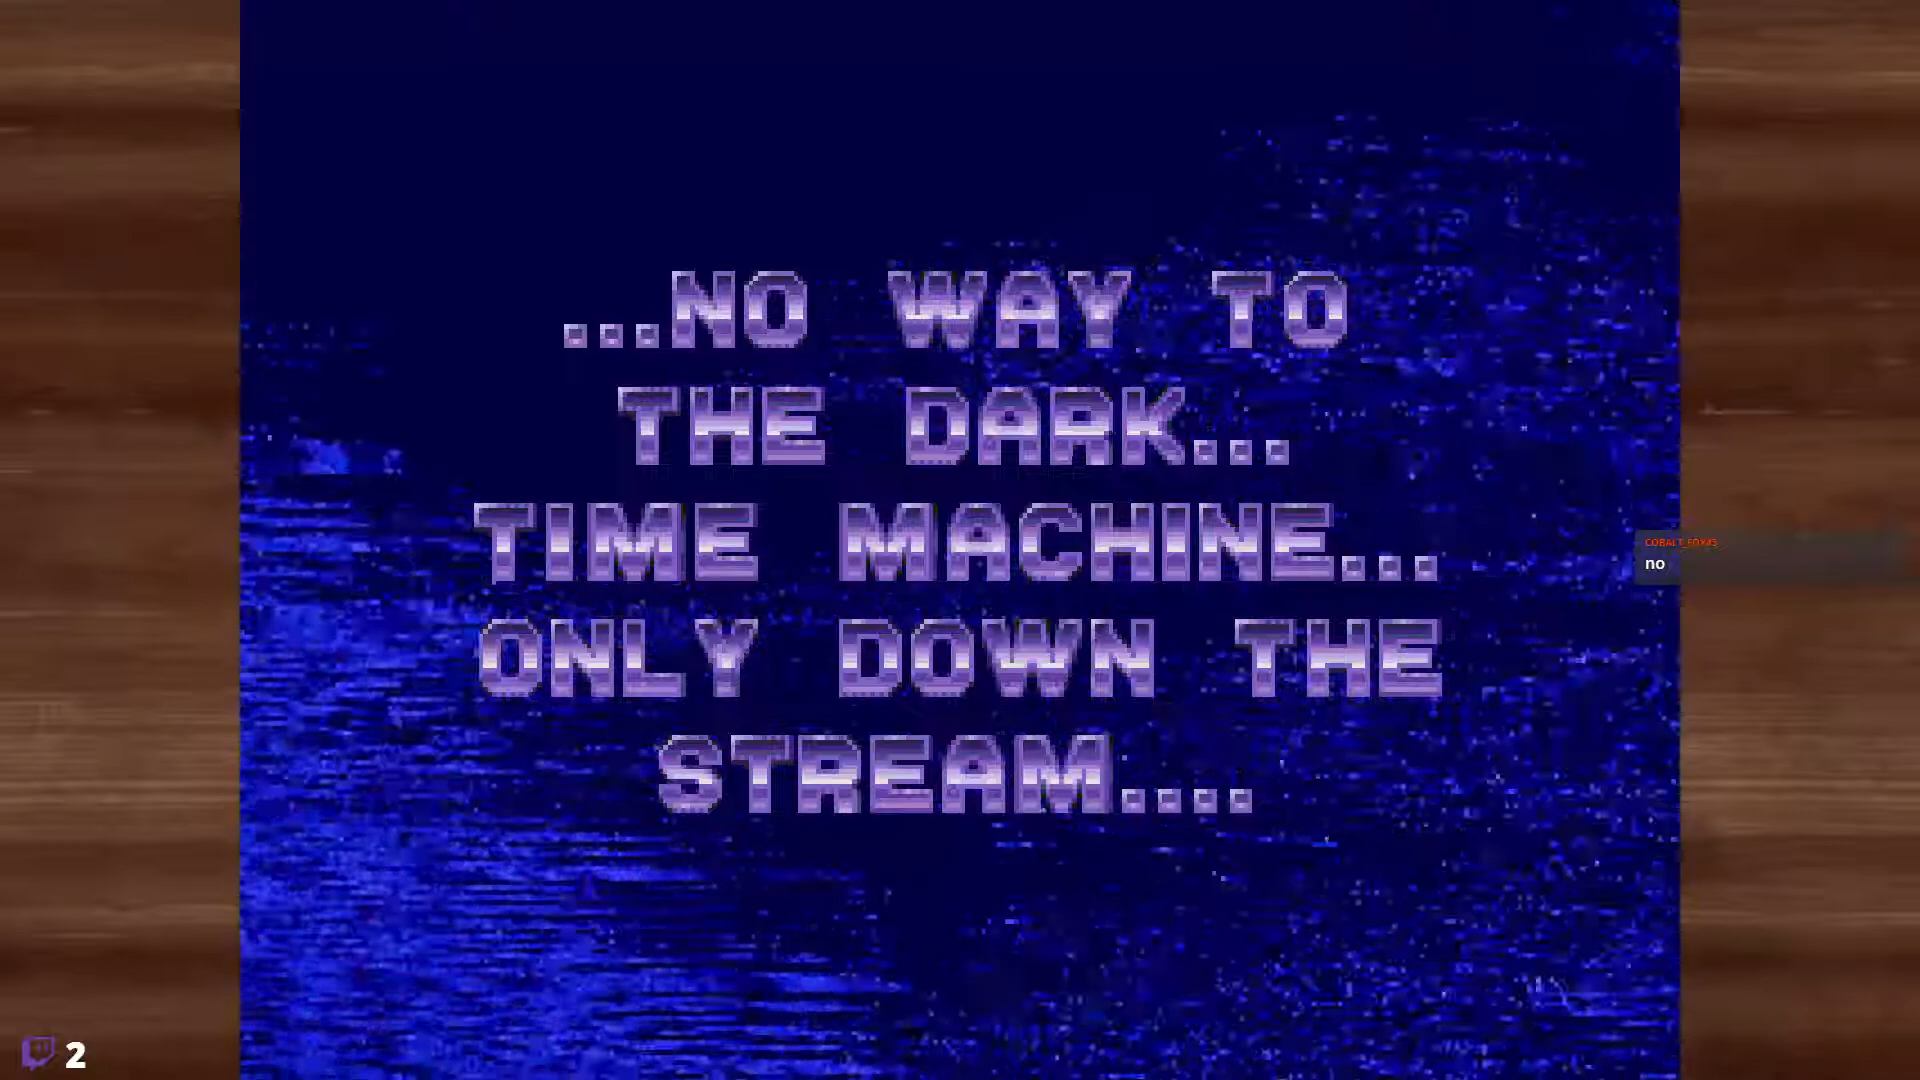 ...NO WAY TO
THE DARK...
TIME MACHINE...
ONLY DOWN THE
STREAM....
no
2